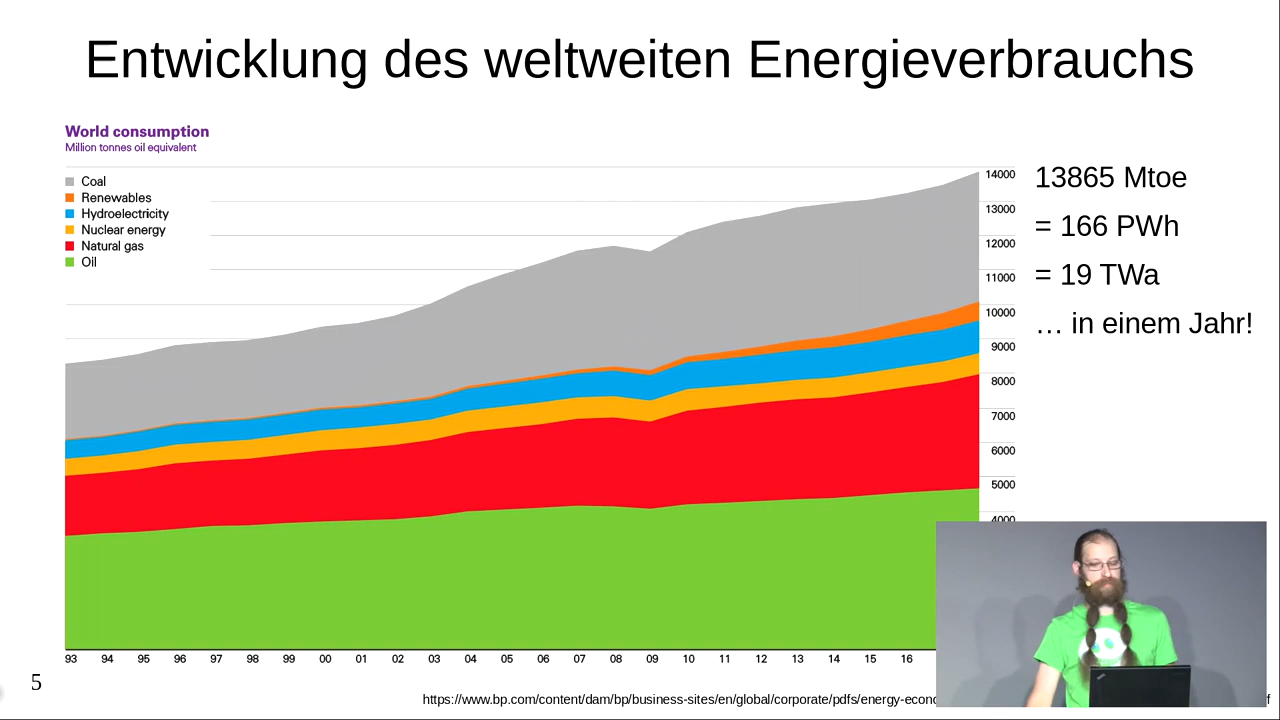 Entwicklung des weltweiten Energieverbrauchs
World consumption
Million tonnes oil equivalent
Coal
Renewables
Hydroelectricity
Nuclear energy
Natural gas
Oil
14000
13000
12000
11000
10000
9000
8000
7000
6000
5000
4000
13865 Mtoe
= 166 PWh
= 19 TWa
… in einem Jahr!
93 94 95 96 97 98 99 00 01 02 03 04 05 06 07 08 09 10 11 12 13 14 15 16
5
https://www.bp.com/content/dam/bp/business-sites/en/global/corporate/pdfs/energy-econo